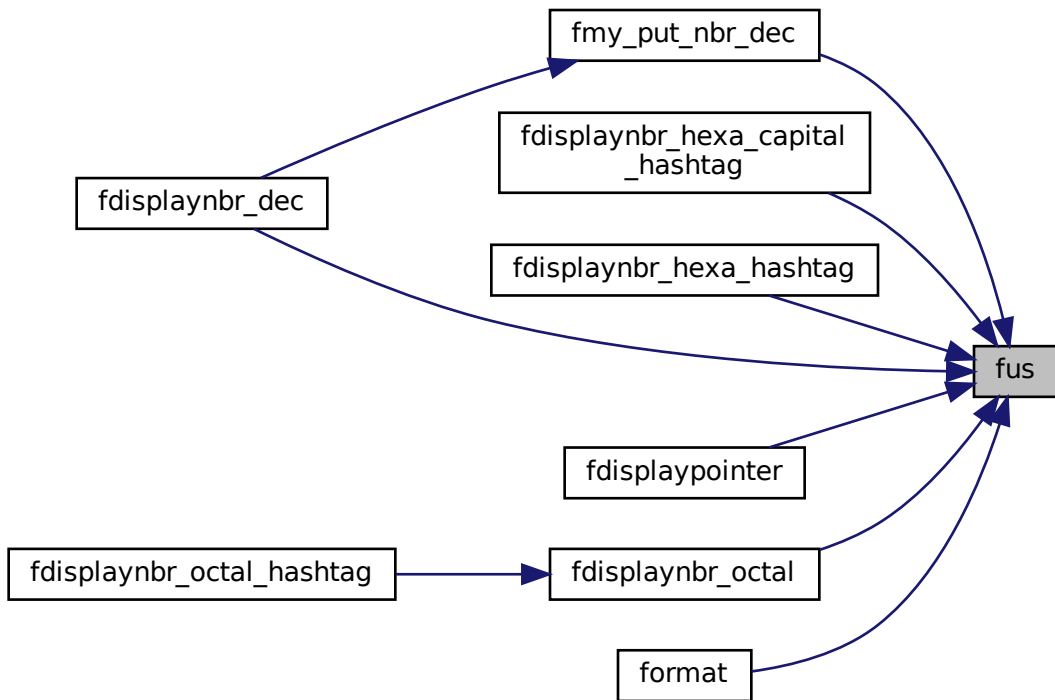 fmy_put_nbr_dec
fdisplaynbr_hexa_capital
_hashtag
fdisplaynbr_dec
fdisplaynbr_hexa_hashtag
fus
fdisplaypointer
fdisplaynbr_octal_hashtag
fdisplaynbr_octal
format